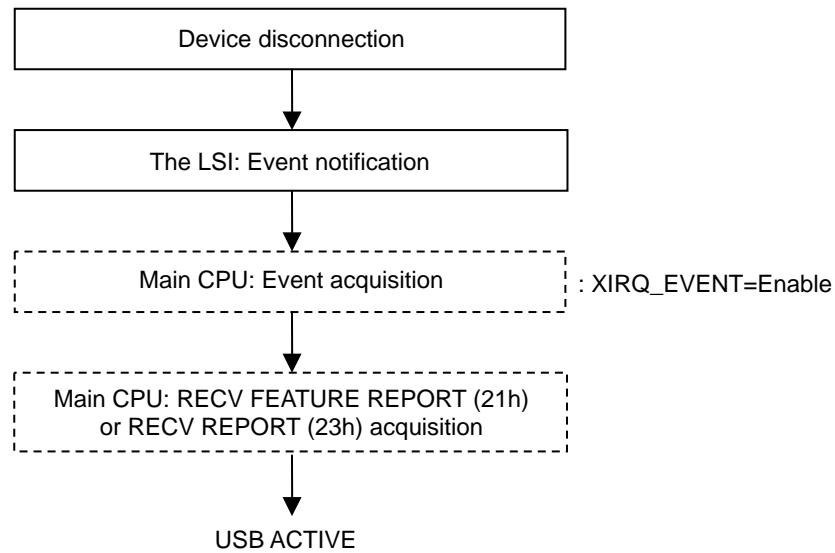 Device disconnection
The LSI: Event notification
Main CPU: Event acquisition
: XIRQ_EVENT=Enable
Main CPU: RECV FEATURE REPORT (21h)
or RECV REPORT (23h) acquisition
USB ACTIVE